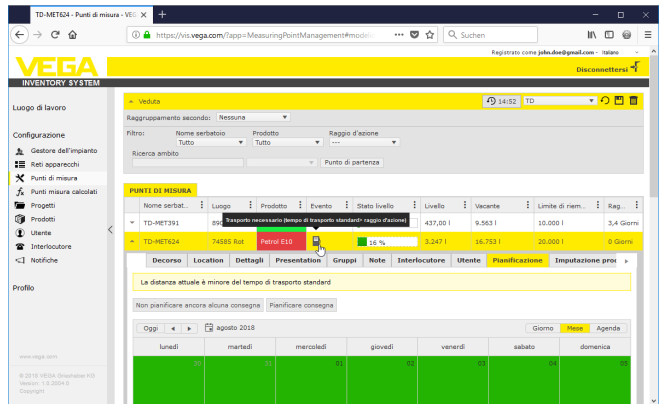 TD-MET624 - Punti di misura - VEG
https://vis.vega.com/?app=MeasuringPointManagement#model=
Suchen
Registrato come john.doe@gmail.com - Italiano
VEGA
Disconnettersi
INVENTORY SYSTEM
Luogo di lavoro
Configurazione
Gestore dell'impianto
Reti apparecchi
Punti di misura
Punti misura calcolati
Progetti
Prodotti
Utente
Interlocutore
Notifiche
Profilo
www.vega.com
© 2018 VEGA Grieshaber KG
Version: 1.6 2004.0
Copyright
Veduta
14:52
TD
Raggruppamento secondo: Nessuna
Filtro: Nome serbatoio Prodotto Raggio d'azione
Tutto Tutto ---
Ricerca ambito
Punto di partenza
PUNTI DI MISURA
Nome serbat... Luogo Prodotto Evento Stato livello Livello Vacante Limite di riem... Rag...
Trasporto necessario (tempo di trasporto standard> raggio d'azione)
TD-MET391 437,00 l 9.563 l 10.000 l 3,4 Giorni
TD-MET624 74585 Rot Petrol E10 16 % 3.247 l 16.753 l 20.000 l 0 Giorni
Decorso Location Dettagli Presentation Gruppi Note Interlocutore Utente Pianificazione Imputazione proc
La distanza attuale è minore del tempo di trasporto standard
Non pianificare ancora alcuna consegna Pianificare consegna
Oggi agosto 2018 Giorno Mese Agenda
lunedì martedì mercoledì giovedì venerdì sabato domenica
30 31 01 02 03 04 05